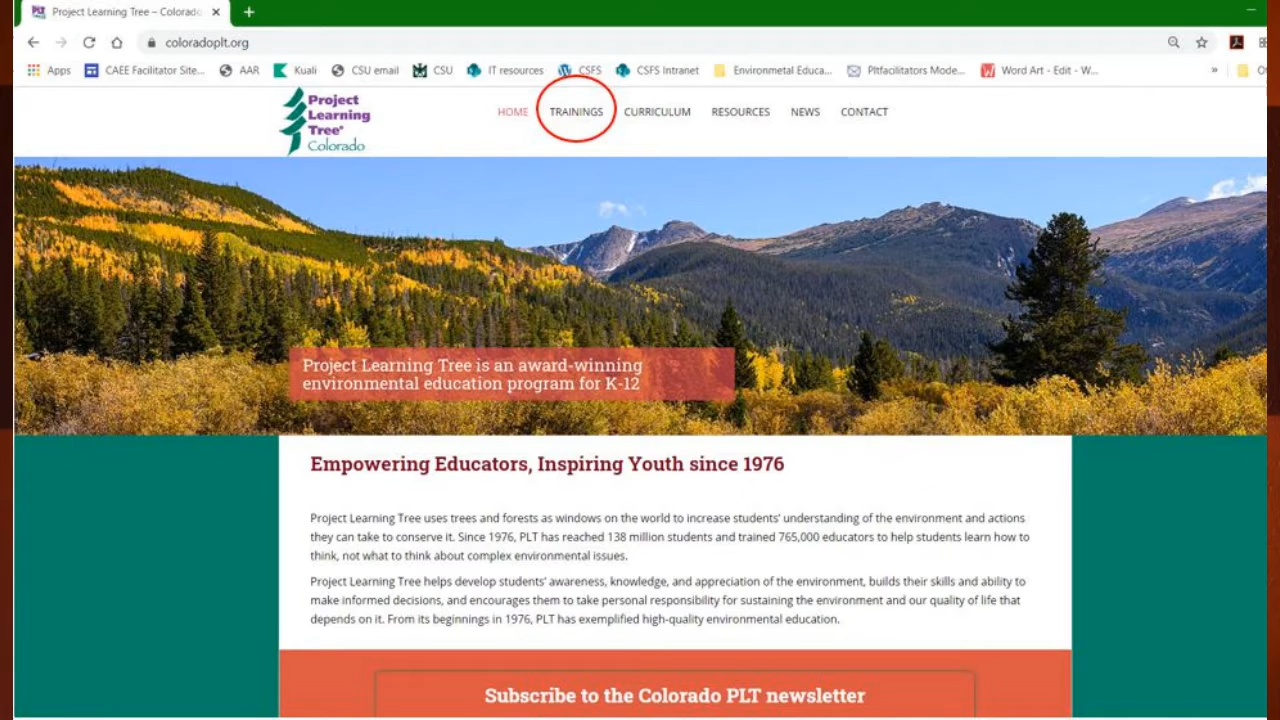 PLT Project Learning Tree – Colorado × +
coloradoplt.org
Apps CAEE Facilitator Site... AAR Kuali CSU email CSU IT resources CSFS CSFS Intranet Environmetal Educa... Pltfacilitators Mode... Word Art - Edit - W... »
Project
Learning
Tree®
Colorado
HOME TRAININGS CURRICULUM RESOURCES NEWS CONTACT
Project Learning Tree is an award-winning
environmental education program for K-12
Empowering Educators, Inspiring Youth since 1976
Project Learning Tree uses trees and forests as windows on the world to increase students' understanding of the environment and actions
they can take to conserve it. Since 1976, PLT has reached 138 million students and trained 765,000 educators to help students learn how to
think, not what to think about complex environmental issues.
Project Learning Tree helps develop students' awareness, knowledge, and appreciation of the environment, builds their skills and ability to
make informed decisions, and encourages them to take personal responsibility for sustaining the environment and our quality of life that
depends on it. From its beginnings in 1976, PLT has exemplified high-quality environmental education.
Subscribe to the Colorado PLT newsletter